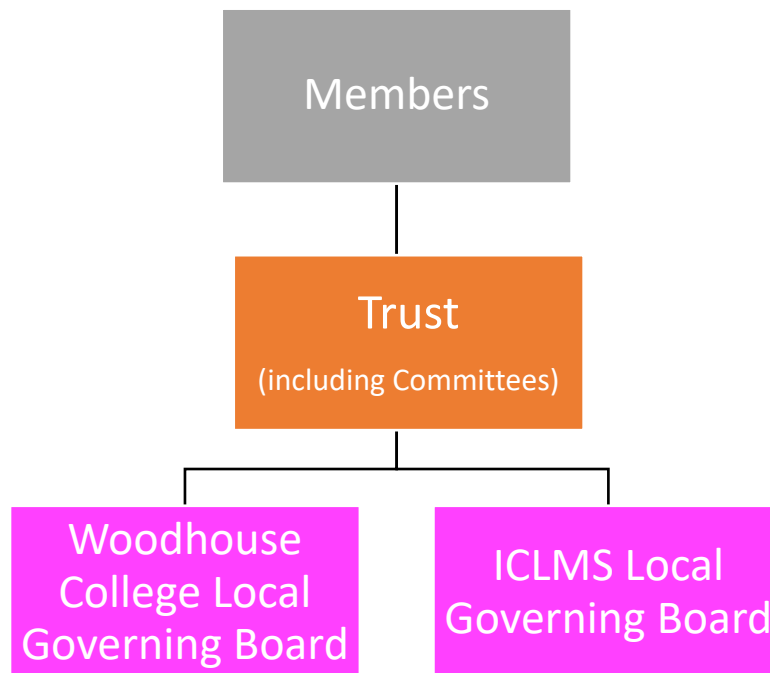 Members
Trust
(including Committees)
Woodhouse
College Local
Governing Board
ICLMS Local
Governing Board